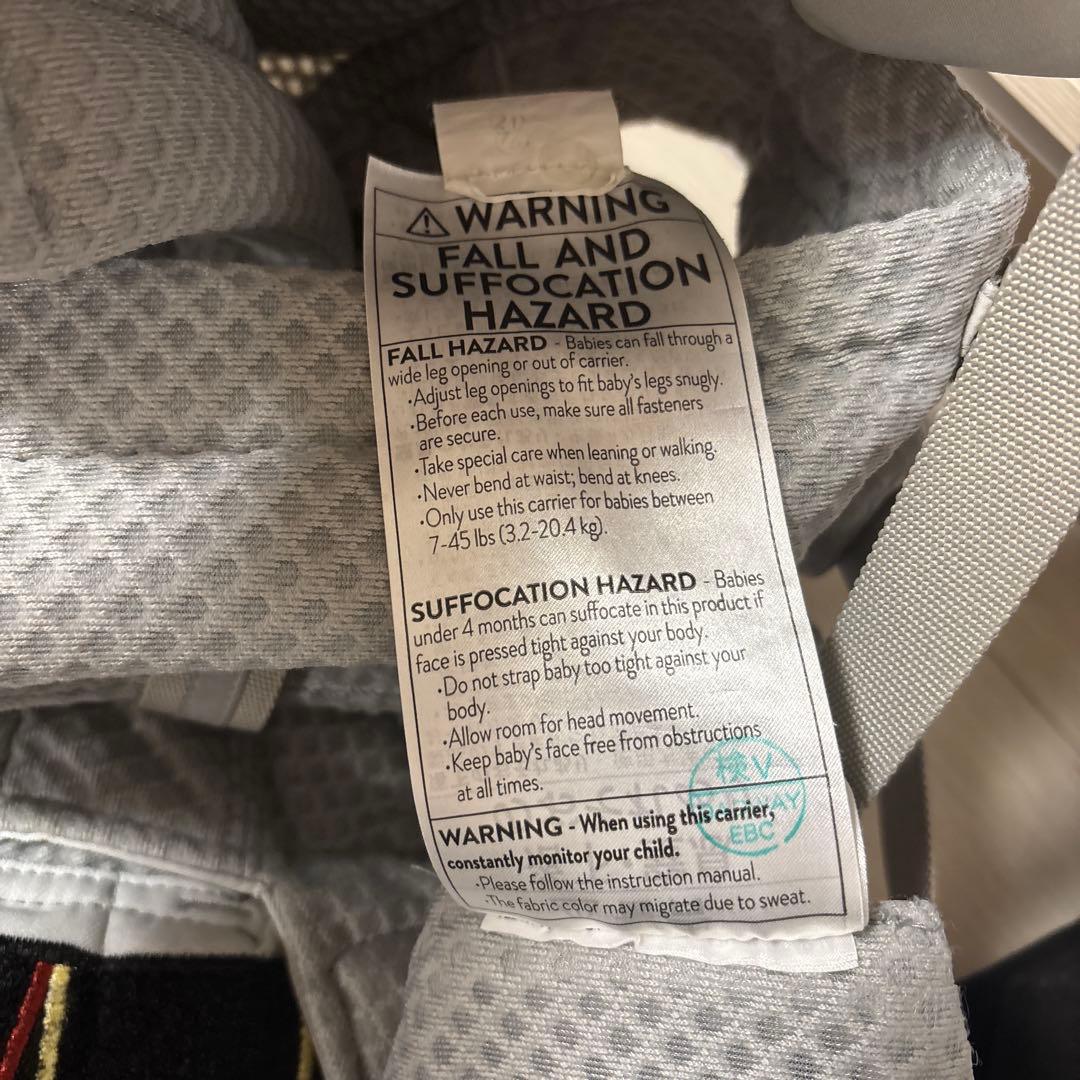 WARNING
FALL AND
SUFFOCATION
HAZARD
FALL HAZARD - Babies can fall through a
wide leg opening or out of carrier.
·Adjust leg openings to fit baby's legs snugly.
·Before each use, make sure all fasteners
are secure.
·Take special care when leaning or walking.
·Never bend at waist; bend at knees.
·Only use this carrier for babies between
7-45 lbs (3.2-20.4 kg).
SUFFOCATION HAZARD - Babies
under 4 months can suffocate in this product if
face is pressed tight against your body.
·Do not strap baby too tight against your
body.
·Allow room for head movement.
·Keep baby's face free from obstructions
at all times.
検V
EBC
WARNING - When using this carrier,
constantly monitor your child.
·Please follow the instruction manual.
·The fabric color may migrate due to sweat.